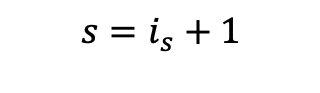 s = i_s + 1